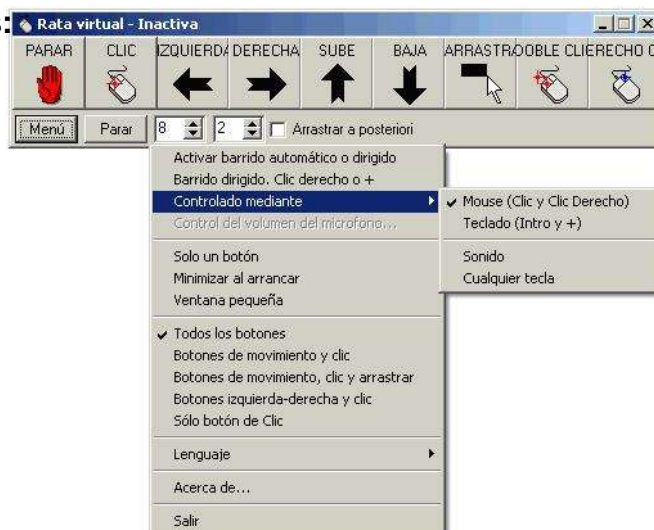 s:
Rata virtual - Inactiva
PARAR CLIC IZQUIERDA DERECHA SUBE BAJA ARRASTRA DOBLE CLI ERECHO C
Menú Parar 8 2 Arrastrar a posteriori
Activar barrido automático o dirigido
Barrido dirigido. Clic derecho o +
Controlado mediante
Mouse (Clic y Clic Derecho)
Control del volumen del microfono...
Teclado (Intro y +)
Solo un botón
Sonido
Minimizar al arrancar
Cualquier tecla
Ventana pequeña
Todos los botones
Botones de movimiento y clic
Botones de movimiento, clic y arrastrar
Botones izquierda-derecha y clic
Sólo botón de Clic
Lenguaje
Acerca de...
Salir